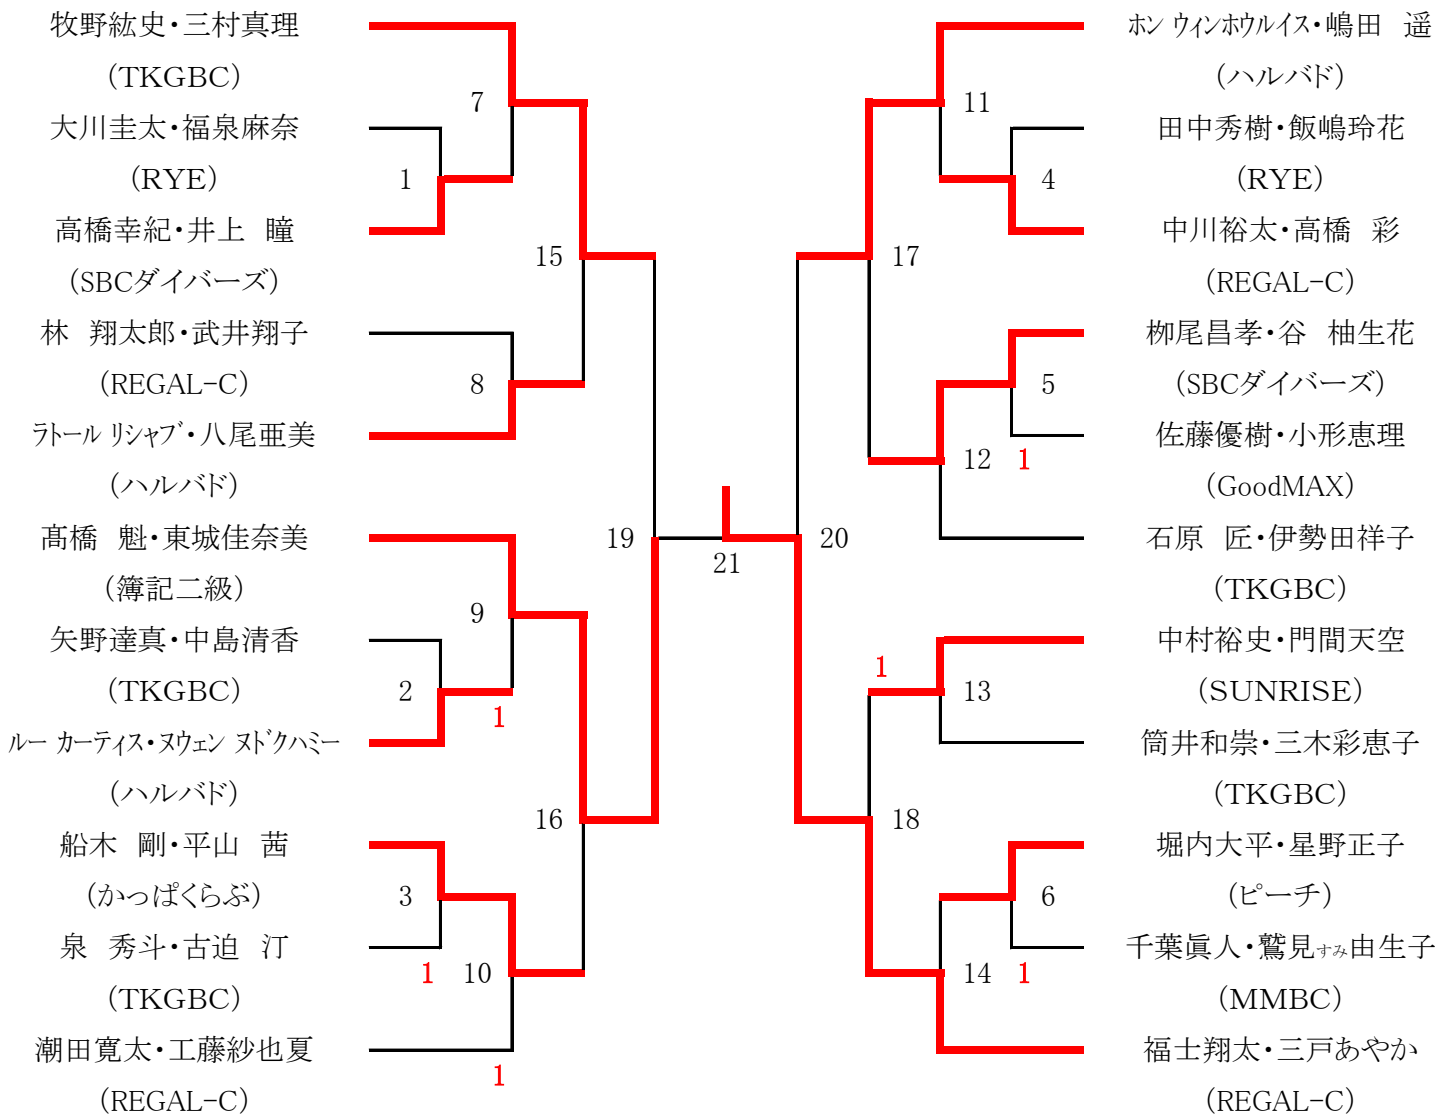 牧野紘史・三村真理
(TKGBC)
7
大川圭太・福泉麻奈
(RYE)
1
高橋幸紀・井上　瞳
(SBCダイバーズ)
15
林　翔太郎・武井翔子
(REGAL-C)
8
ラトール リシャブ・八尾亜美
(ハルバド)
髙橋　魁・東城佳奈美
(簿記二級)
9
矢野達真・中島清香
(TKGBC)
2
1
ルー カーティス・ヌウェン ヌドクハミー
(ハルバド)
16
船木　剛・平山　茜
(かっぱくらぶ)
3
泉　秀斗・古迫　汀
(TKGBC)
1
10
潮田寛太・工藤紗也夏
(REGAL-C)
1
19
21
20
ホン ウィンホウルイス・嶋田　遥
(ハルバド)
11
田中秀樹・飯嶋玲花
(RYE)
4
中川裕太・高橋　彩
(REGAL-C)
17
栁尾昌孝・谷　柚生花
(SBCダイバーズ)
5
佐藤優樹・小形恵理
(GoodMAX)
12
1
石原　匠・伊勢田祥子
(TKGBC)
中村裕史・門間天空
(SUNRISE)
1
13
筒井和崇・三木彩恵子
(TKGBC)
18
堀内大平・星野正子
(ピーチ)
6
千葉眞人・鷲見すみ由生子
(MMBC)
14
1
福士翔太・三戸あやか
(REGAL-C)